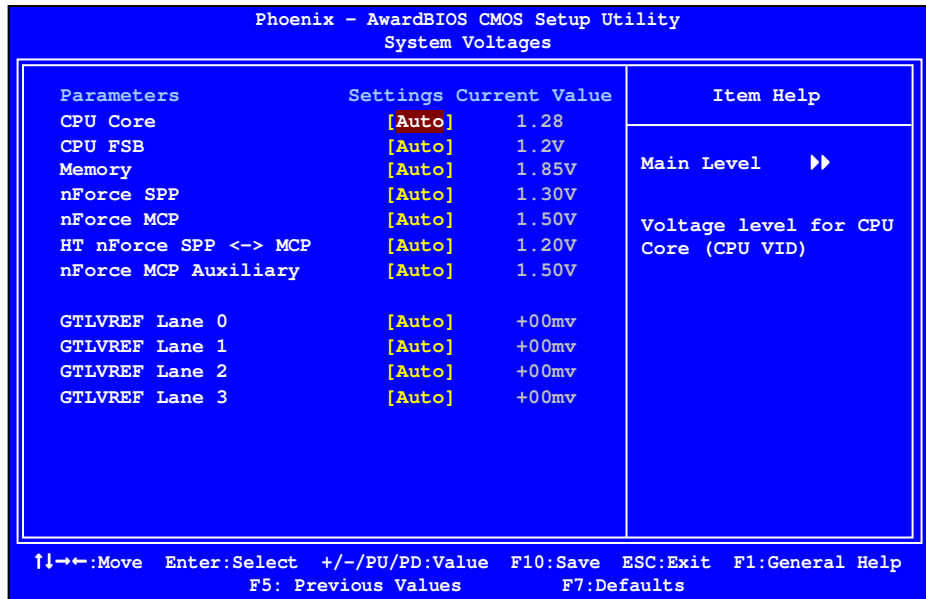 Phoenix - AwardBIOS CMOS Setup Utility
System Voltages
Parameters Settings Current Value
CPU Core [Auto] 1.28
CPU FSB [Auto] 1.2V
Memory [Auto] 1.85V
nForce SPP [Auto] 1.30V
nForce MCP [Auto] 1.50V
HT nForce SPP <-> MCP [Auto] 1.20V
nForce MCP Auxiliary [Auto] 1.50V
GTLVREF Lane 0 [Auto] +00mv
GTLVREF Lane 1 [Auto] +00mv
GTLVREF Lane 2 [Auto] +00mv
GTLVREF Lane 3 [Auto] +00mv
Item Help
Main Level
Voltage level for CPU
Core (CPU VID)
↑↓→←:Move Enter:Select +/-/PU/PD:Value F10:Save ESC:Exit F1:General Help
F5: Previous Values F7:Defaults